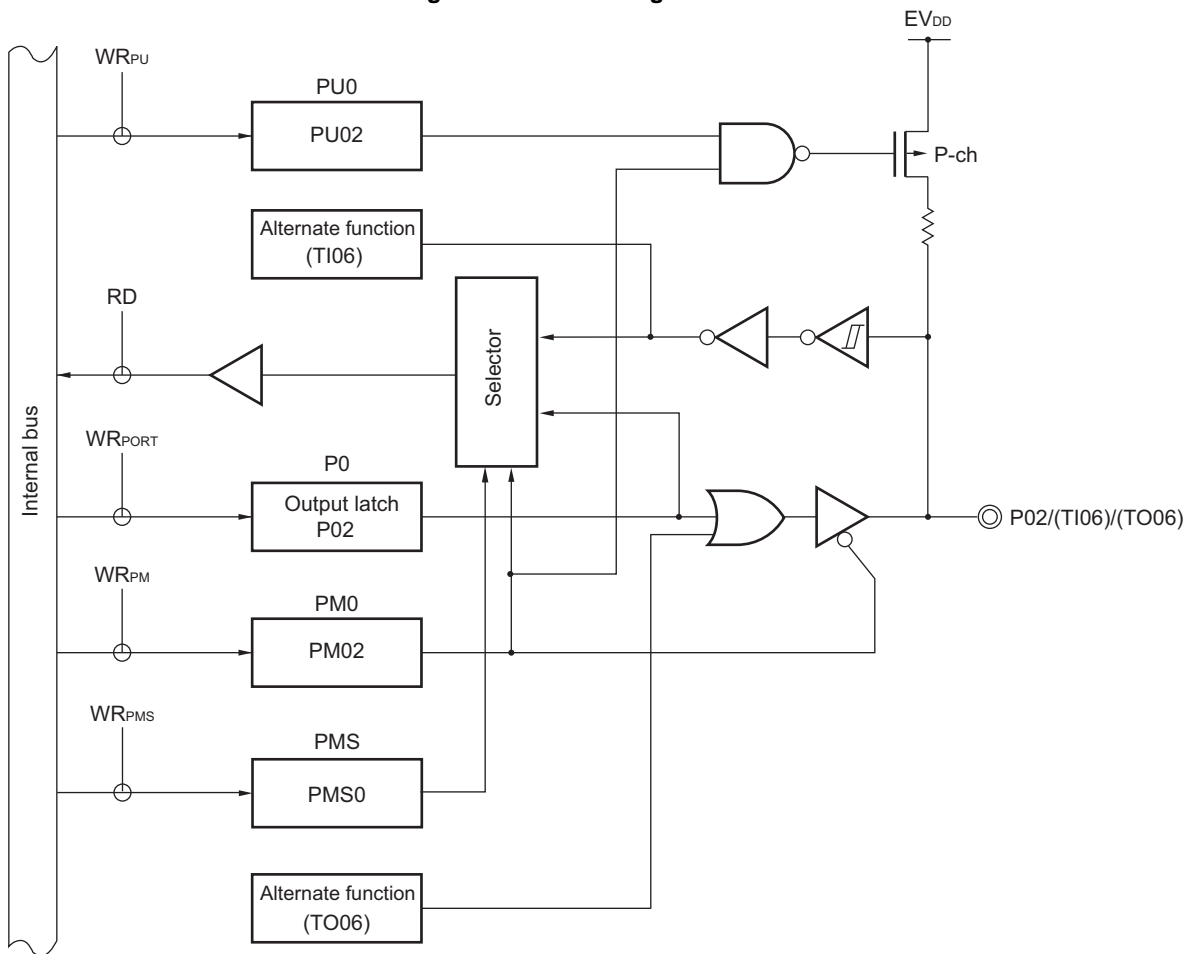 EVDD
WRPU
PU0
PU02
P-ch
Alternate function
(TI06)
RD
Selector
Internal bus
WRPORT
P0
Output latch
P02
P02/(TI06)/(TO06)
WRPM
PM0
PM02
WRPMS
PMS
PMS0
Alternate function
(TO06)